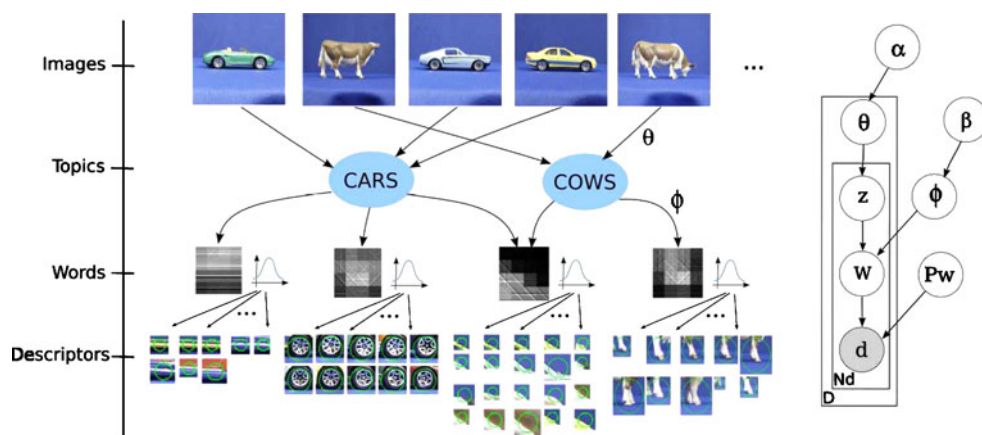 Images
...
α
θ
θ
β
Topics
CARS
COWS
z
ϕ
ϕ
Words
w
Pw
...
...
...
...
Descriptors
d
Nd
D